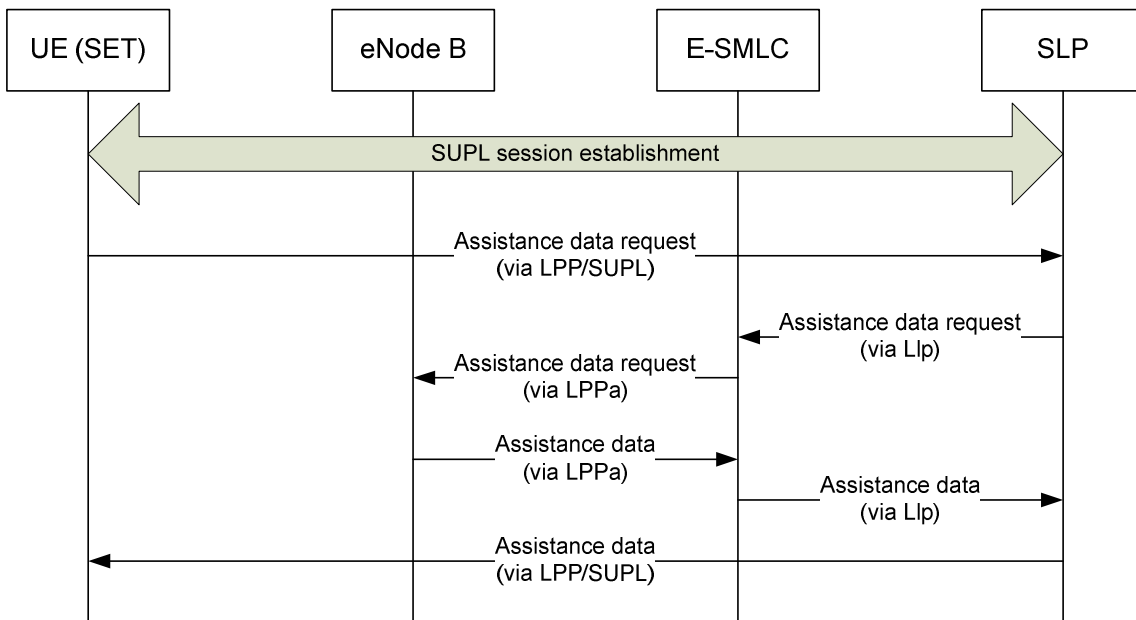 UE (SET)
eNode B
E-SMLC
SLP
SUPL session establishment
Assistance data request
(via LPP/SUPL)
Assistance data request
(via Llp)
Assistance data request
(via LPPa)
Assistance data
(via LPPa)
Assistance data
(via Llp)
Assistance data
(via LPP/SUPL)